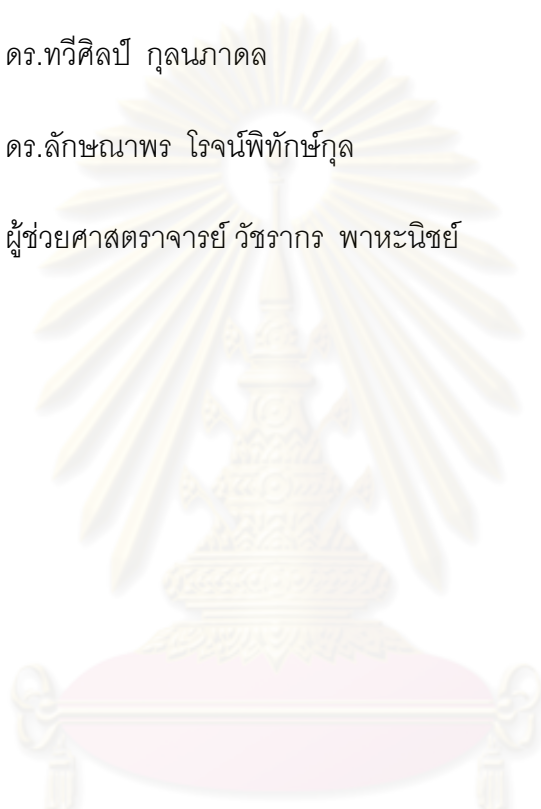 ดร.ทวีศิลป์ กุลนภาดล
ดร.ลักษณาพร โรจน์พิทักษ์กุล
ผู้ช่วยศาสตราจารย์ วัชรากร พาหะนิชย์